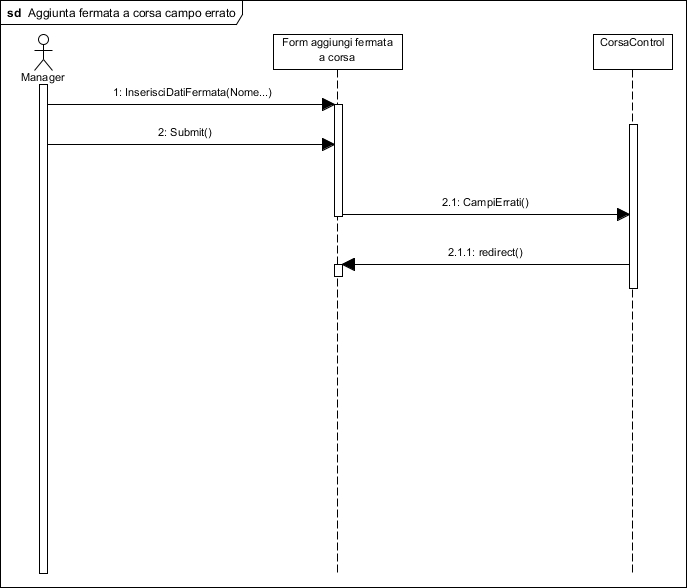 sd Aggiunta fermata a corsa campo errato
Manager
Form aggiungi fermata
a corsa
CorsaControl
1: InserisciDatiFermata(Nome...)
2: Submit()
2.1: CampiErrati()
2.1.1: redirect()